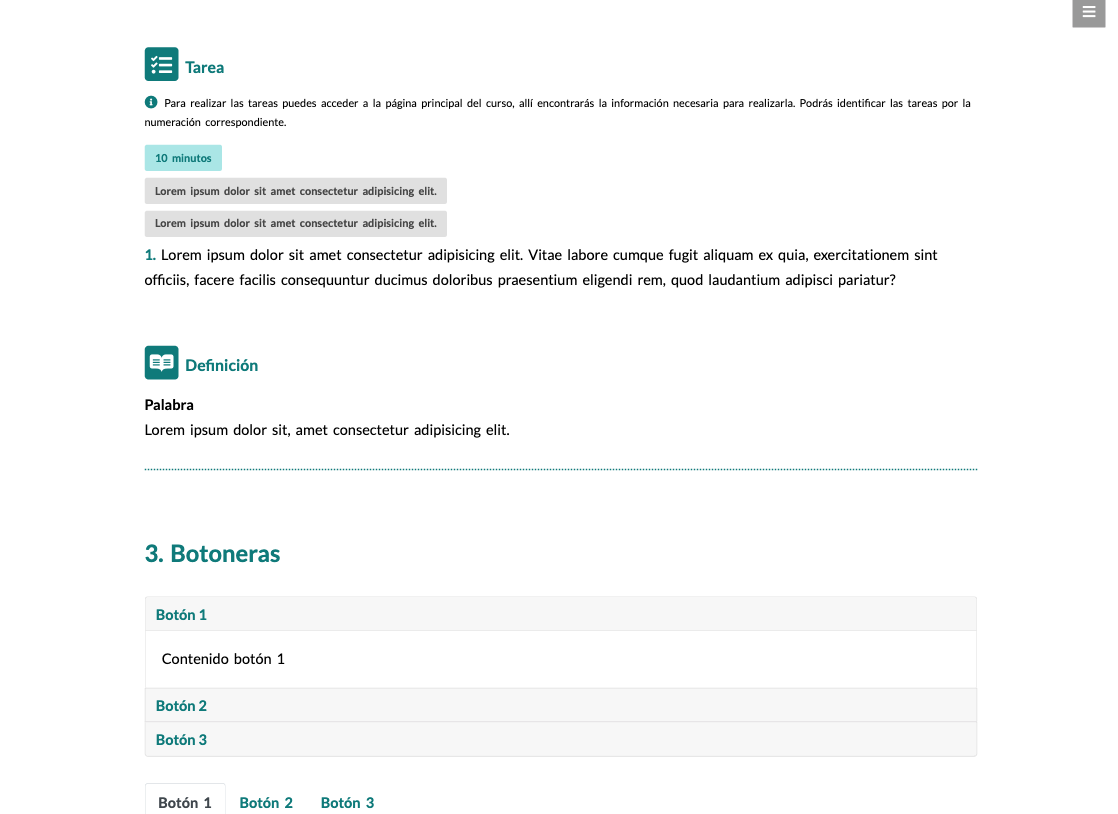 Tarea
Para realizar las tareas puedes acceder a la página principal del curso, allí encontrarás la información necesaria para realizarla. Podrás identificar las tareas por la
numeración correspondiente.
10 minutos
Lorem ipsum dolor sit amet consectetur adipisicing elit.
Lorem ipsum dolor sit amet consectetur adipisicing elit.
1. Lorem ipsum dolor sit amet consectetur adipisicing elit. Vitae labore cumque fugit aliquam ex quia, exercitationem sint
officiis, facere facilis consequuntur ducimus doloribus praesentium eligendi rem, quod laudantium adipisci pariatur?
Definición
Palabra
Lorem ipsum dolor sit, amet consectetur adipisicing elit.
3. Botoneras
Botón 1
Contenido botón 1
Botón 2
Botón 3
Botón 1 Botón 2 Botón 3